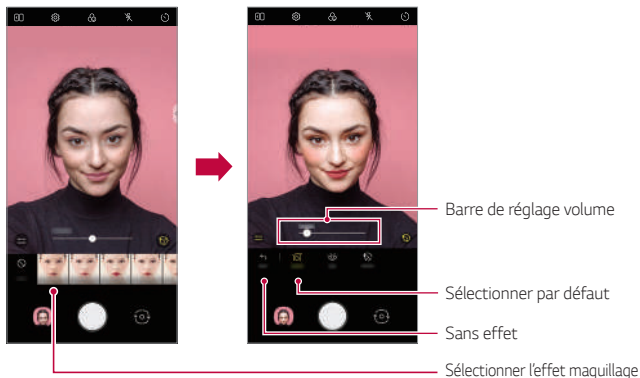 Barre de réglage volume
Sélectionner par défaut
Sans effet
Sélectionner l’effet maquillage